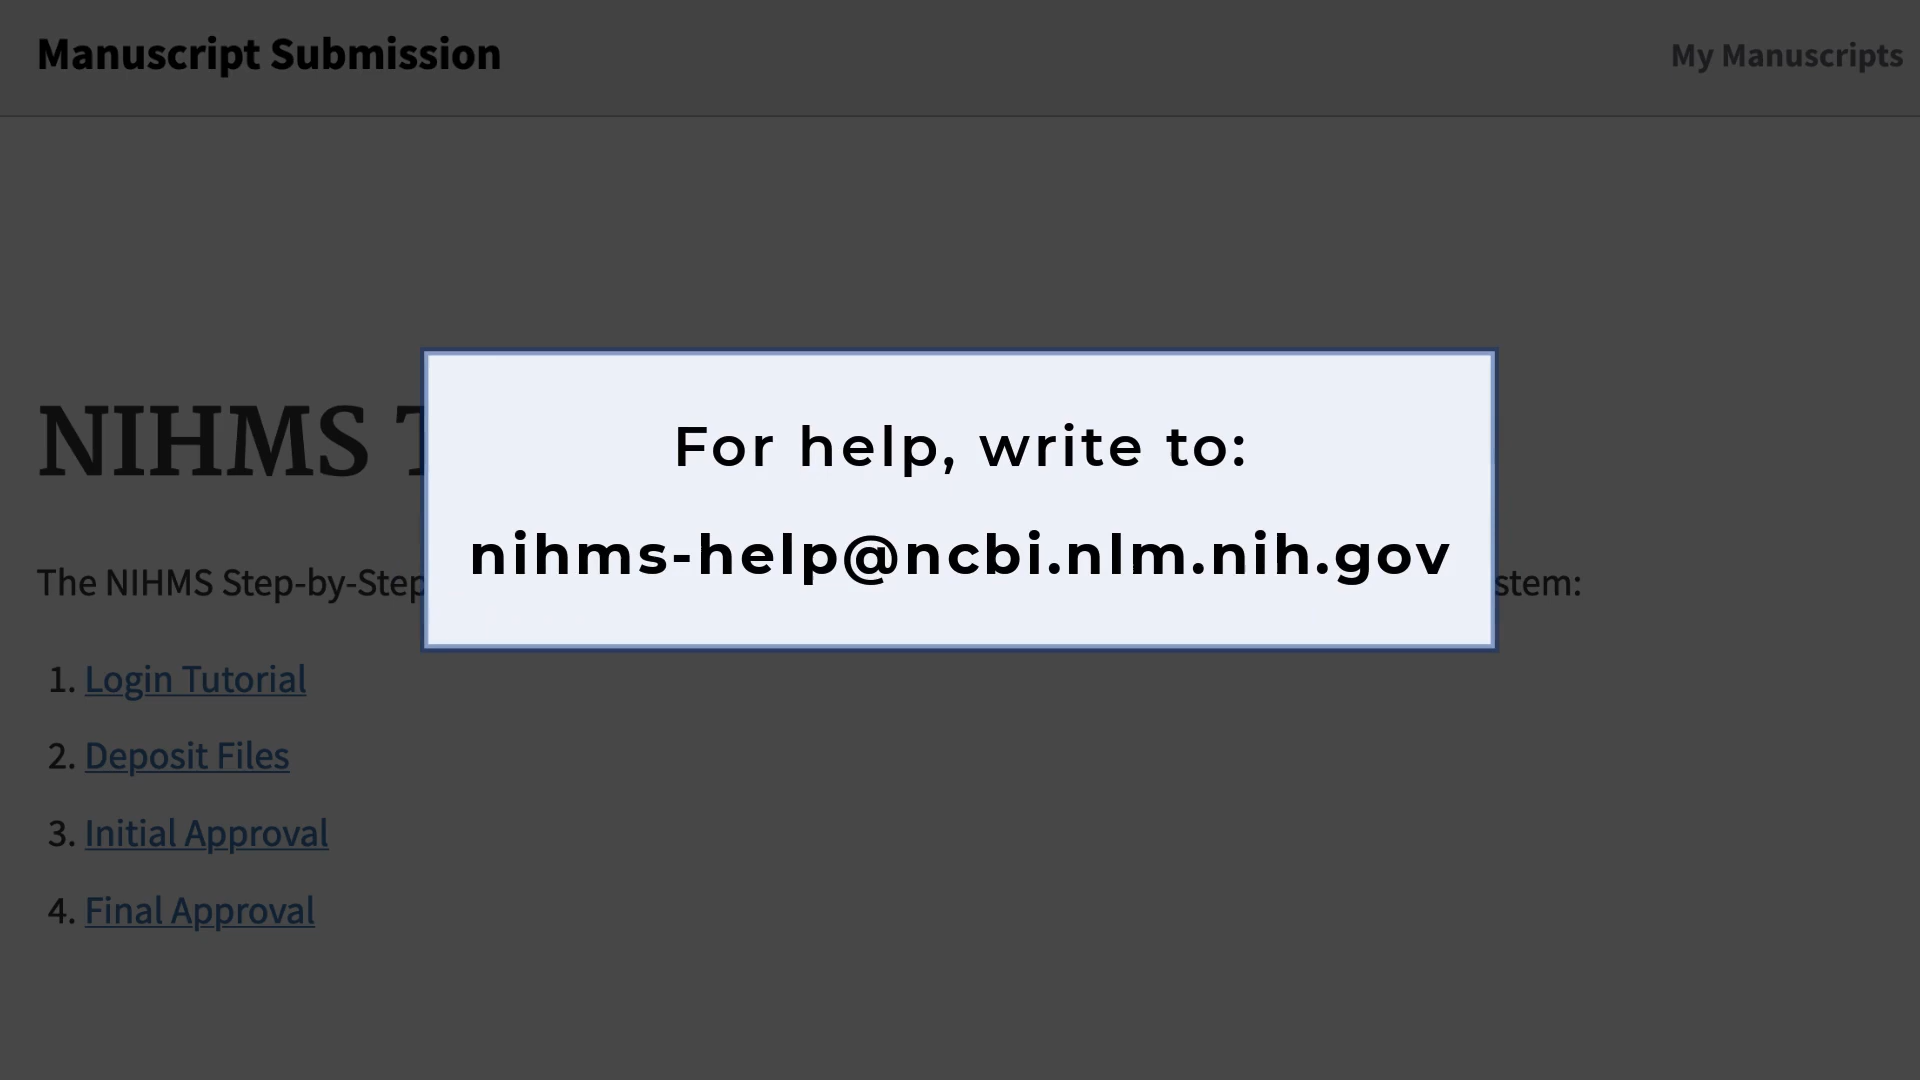 Manuscript Submission
My Manuscripts
NIHMS
For help, write to:
nihms-help@ncbi.nlm.nih.gov
The NIHMS Step-by-Step stem:
1. Login Tutorial
2. Deposit Files
3. Initial Approval
4. Final Approval